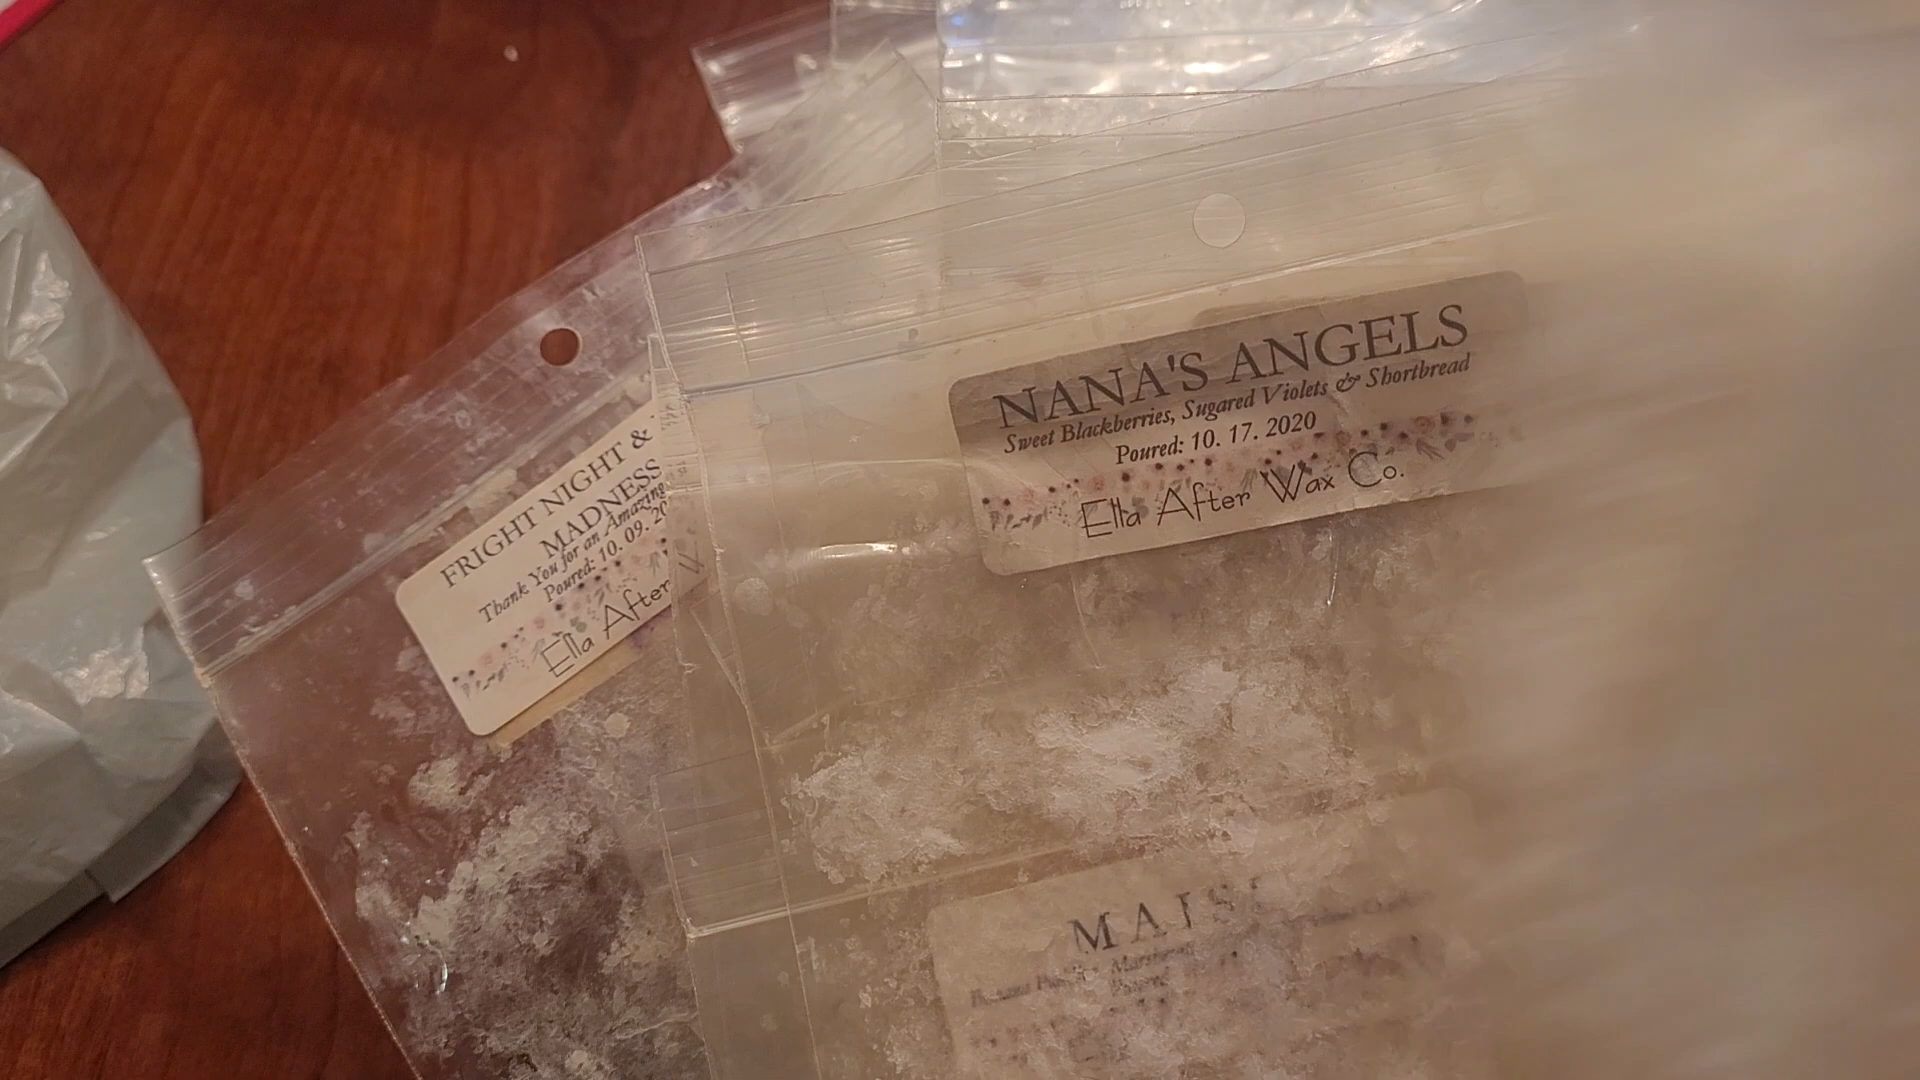 NANA'S ANGELS
Sweet Blackberries, Sugared Violets & Shortbread
Poured: 10. 17. 2020
Ella After Wax Co.
FRIGHT NIGHT &
MADNESS
Thank You for an Amazing
Poured: 10. 09. 20
Ella After
MAIS